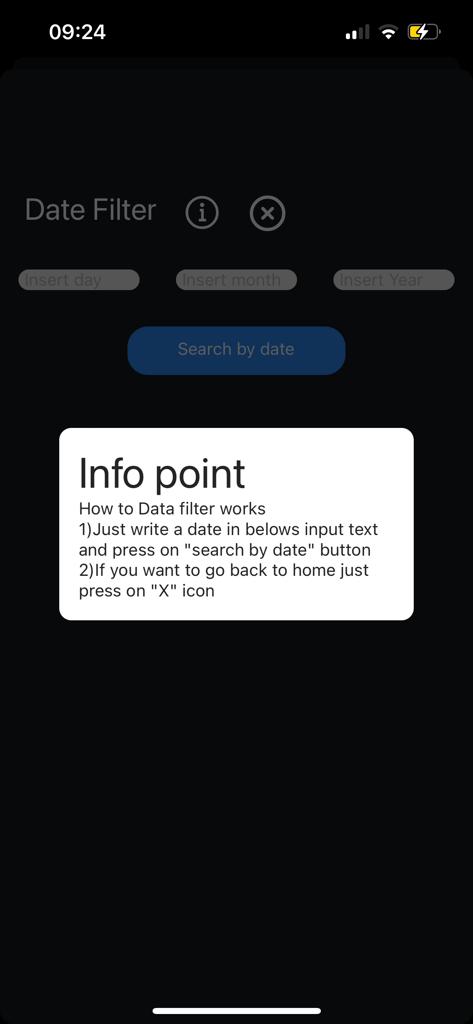 09:24
Date Filter
Insert day Insert month Insert Year
Search by date
Info point
How to Data filter works
1)Just write a date in belows input text
and press on "search by date" button
2)If you want to go back to home just
press on "X" icon